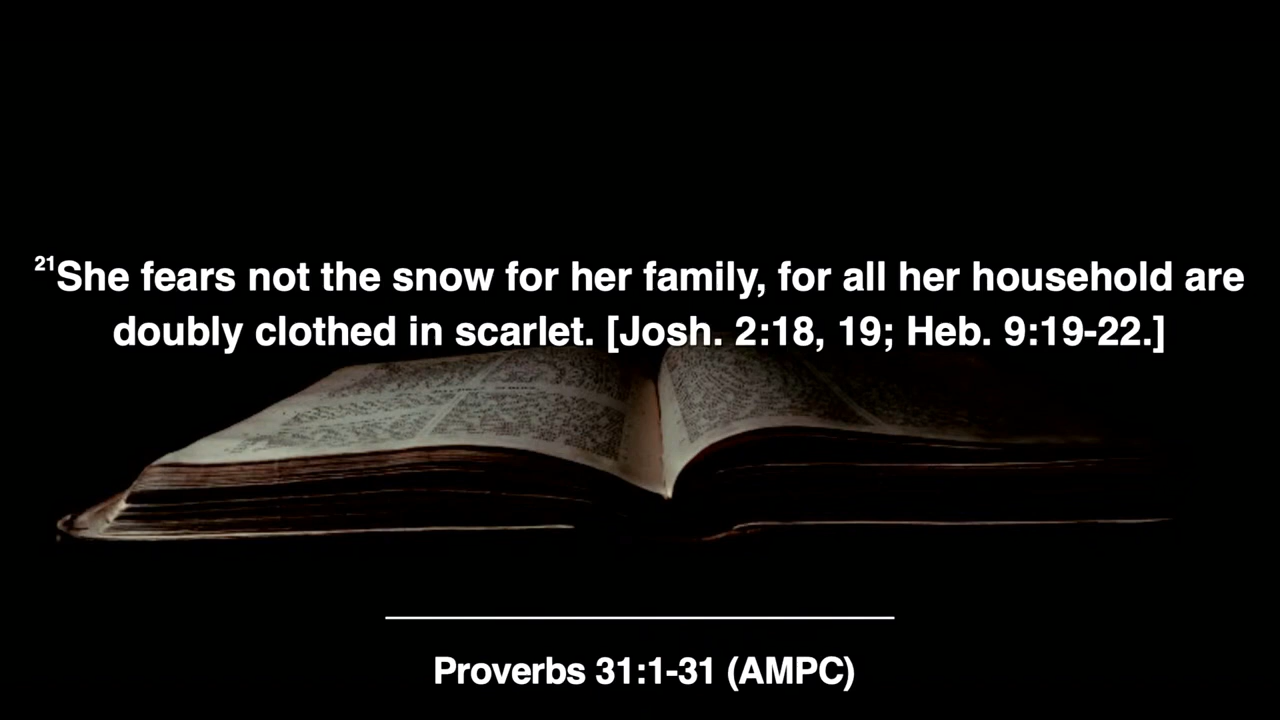 21She fears not the snow for her family, for all her household are
doubly clothed in scarlet. [Josh. 2:18, 19; Heb. 9:19-22.]
Proverbs 31:1-31 (AMPC)